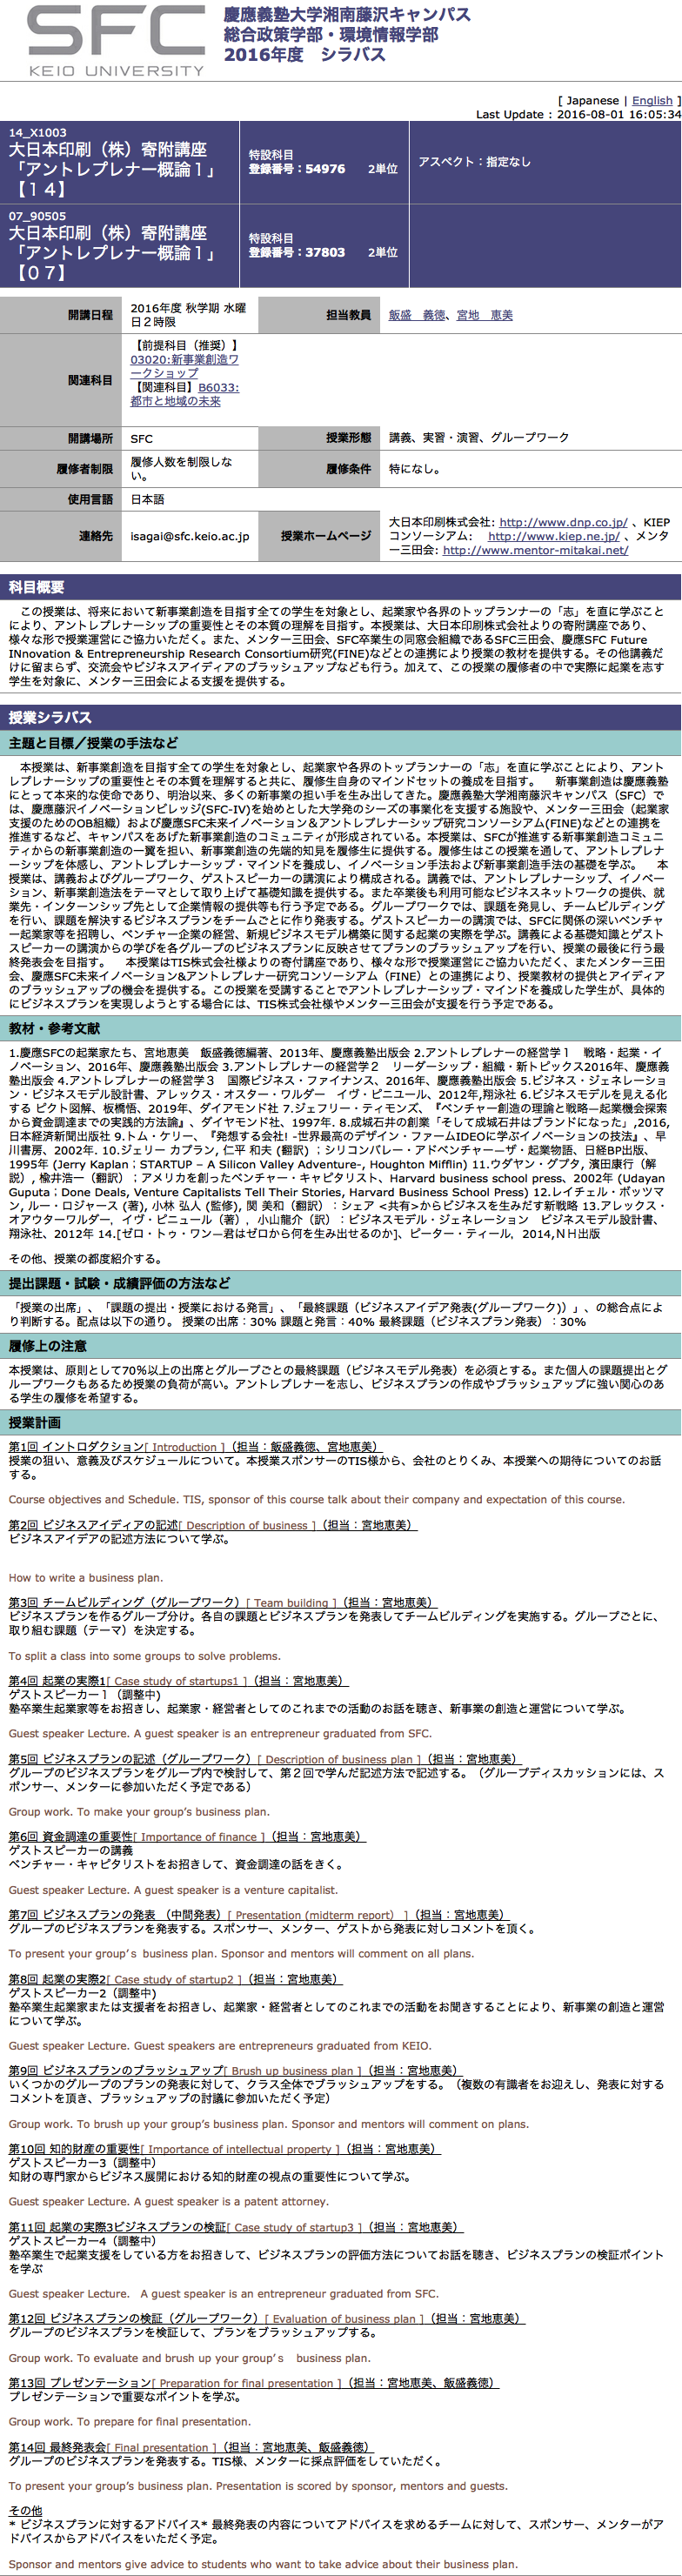 SFC
KEIO UNIVERSITY
慶應義塾大学湘南藤沢キャンパス
総合政策学部・環境情報学部
2016年度　シラバス
[ Japanese | English ]
Last Update : 2016-08-01 16:05:34
14_X1003
大日本印刷（株）寄附講座
「アントレプレナー概論１」
【１４】
特設科目
登録番号：54976　2単位
アスペクト：指定なし
07_90505
大日本印刷（株）寄附講座
「アントレプレナー概論１」
【０７】
特設科目
登録番号：37803　2単位
開講日程
2016年度 秋学期 水曜
日２時限
担当教員
飯盛　義徳、宮地　恵美
関連科目
【前提科目（推奨）】
03020:新事業創造ワ
ークショップ
【関連科目】B6033:
都市と地域の未来
開講場所
SFC
授業形態
講義、実習・演習、グループワーク
履修者制限
履修人数を制限しな
い。
履修条件
特になし。
使用言語
日本語
連絡先
isagai@sfc.keio.ac.jp
授業ホームページ
大日本印刷株式会社: http://www.dnp.co.jp/ 、KIEP
コンソーシアム:　http://www.kiep.ne.jp/ 、メンタ
ー三田会: http://www.mentor-mitakai.net/
科目概要
この授業は、将来において新事業創造を目指す全ての学生を対象とし、起業家や各界のトップランナーの「志」を直に学ぶこと
により、アントレプレナーシップの重要性とその本質の理解を目指す。本授業は、大日本印刷株式会社よりの寄附講座であり、
様々な形で授業運営にご協力いただく。また、メンター三田会、SFC卒業生の同窓会組織であるSFC三田会、慶應SFC Future
INnovation & Entrepreneurship Research Consortium研究(FINE)などとの連携により授業の教材を提供する。その他講義だ
けに留まらず、交流会やビジネスアイディアのブラッシュアップなども行う。加えて、この授業の履修者の中で実際に起業を志す
学生を対象に、メンター三田会による支援を提供する。
授業シラバス
主題と目標／授業の手法など
本授業は、新事業創造を目指す全ての学生を対象とし、起業家や各界のトップランナーの「志」を直に学ぶことにより、アント
レプレナーシップの重要性とその本質を理解すると共に、履修生自身のマインドセットの養成を目指す。　新事業創造は慶應義塾
にとって本来的な使命であり、明治以来、多くの新事業の担い手を生み出してきた。慶應義塾大学湘南藤沢キャンパス（SFC）で
は、慶應藤沢イノベーションビレッジ(SFC-IV)を始めとした大学発のシーズの事業化を支援する施設や、メンター三田会（起業家
支援のためのOB組織）および慶應SFC未来イノベーション＆アントレプレナーシップ研究コンソーシアム(FINE)などとの連携を
推進するなど、キャンパスをあげた新事業創造のコミュニティが形成されている。本授業は、SFCが推進する新事業創造コミュニ
ティからの新事業創造の一翼を担い、新事業創造の先端的知見を履修生に提供する。履修生はこの授業を通して、アントレプレナ
ーシップを体感し、アントレプレナーシップ・マインドを養成し、イノベーション手法および新事業創造手法の基礎を学ぶ。　本
授業は、講義およびグループワーク、ゲストスピーカーの講演により構成される。講義では、アントレプレナーシップ、イノベー
ション、新事業創造法をテーマとして取り上げて基礎知識を提供する。また卒業後も利用可能なビジネスネットワークの提供、就
業先・インターンシップ先として企業情報の提供等も行う予定である。グループワークでは、課題を発見し、チームビルディング
を行い、課題を解決するビジネスプランをチームごとに作り発表する。ゲストスピーカーの講演では、SFCに関係の深いベンチャ
ー起業家等を招聘し、ベンチャー企業の経営、新規ビジネスモデル構築に関する起業の実際を学ぶ。講義による基礎知識とゲスト
スピーカーの講演からの学びを各グループのビジネスプランに反映させてプランのブラッシュアップを行い、授業の最後に行う最
終発表会を目指す。　本授業はTIS株式会社様よりの寄付講座であり、様々な形で授業運営にご協力いただく、またメンター三田
会、慶應SFC未来イノベーション&アントレプレナー研究コンソーシアム（FINE）との連携により、授業教材の提供とアイディア
のブラッシュアップの機会を提供する。この授業を受講することでアントレプレナーシップ・マインドを養成した学生が、具体的
にビジネスプランを実現しようとする場合には、TIS株式会社様やメンター三田会が支援を行う予定である。
教材・参考文献
1.慶應SFCの起業家たち、宮地恵美　飯盛義徳編著、2013年、慶應義塾出版会 2.アントレプレナーの経営学１　戦略・起業・イ
ノベーション、2016年、慶應義塾出版会 3.アントレプレナーの経営学２　リーダーシップ・組織・新トピックス2016年、慶應義
塾出版会 4.アントレプレナーの経営学３　国際ビジネス・ファイナンス、2016年、慶應義塾出版会 5.ビジネス・ジェネレーショ
ン・ビジネスモデル設計書、アレックス・オスター・ワルダー　イヴ・ピニユール、2012年,翔泳社 6.ビジネスモデルを見える化
する ピクト図解、板橋悟、2019年、ダイアモンド社 7.ジェフリー・ティモンズ、『ベンチャー創造の理論と戦略―起業機会探索
から資金調達までの実践的方法論』、ダイヤモンド社、1997年. 8.成城石井の創業「そして成城石井はブランドになった」,2016,
日本経済新聞出版社 9.トム・ケリー、『発想する会社! -世界最高のデザイン・ファームIDEOに学ぶイノベーションの技法』、早
川書房、2002年. 10.ジェリー カプラン, 仁平 和夫 (翻訳) ；シリコンバレー・アドベンチャー―ザ・起業物語、日経BP出版、
1995年 (Jerry Kaplan；STARTUP – A Silicon Valley Adventure-, Houghton Mifflin) 11.ウダヤン・グプタ, 濱田康行（解
説）, 楡井浩一（翻訳）；アメリカを創ったベンチャー・キャピタリスト、Harvard business school press、2002年 (Udayan
Guputa；Done Deals, Venture Capitalists Tell Their Stories, Harvard Business School Press) 12.レイチェル・ボッツマ
ン, ルー・ロジャース (著), 小林 弘人 (監修), 関 美和（翻訳）：シェア <共有>からビジネスを生みだす新戦略 13.アレックス・
オアウターワルダー,　イヴ・ピニュール（著）,　小山龍介（訳）：ビジネスモデル・ジェネレーション　ビジネスモデル設計書、
翔泳社、2012年 14.[ゼロ・トゥ・ワン―君はゼロから何を生み出せるのか]、ピーター・ティール,　2014,ＮＨ出版
その他、授業の都度紹介する。
提出課題・試験・成績評価の方法など
「授業の出席」、「課題の提出・授業における発言」、「最終課題（ビジネスアイデア発表(グループワーク)）」、の総合点によ
り判断する。配点は以下の通り。 授業の出席：30% 課題と発言：40% 最終課題（ビジネスプラン発表）：30%
履修上の注意
本授業は、原則として70%以上の出席とグループごとの最終課題（ビジネスモデル発表）を必須とする。また個人の課題提出とグ
ループワークもあるため授業の負荷が高い。アントレプレナーを志し、ビジネスプランの作成やブラッシュアップに強い関心のあ
る学生の履修を希望する。
授業計画
第1回 イントロダクション[ Introduction ]（担当：飯盛義徳、宮地恵美）
授業の狙い、意義及びスケジュールについて。本授業スポンサーのTIS様から、会社のとりくみ、本授業への期待についてのお話
する。
Course objectives and Schedule. TIS, sponsor of this course talk about their company and expectation of this course.
第2回 ビジネスアイディアの記述[ Description of business ]（担当：宮地恵美）
ビジネスアイデアの記述方法について学ぶ。
How to write a business plan.
第3回 チームビルディング（グループワーク）[ Team building ]（担当：宮地恵美）
ビジネスプランを作るグループ分け。各自の課題とビジネスプランを発表してチームビルディングを実施する。グループごとに、
取り組む課題（テーマ）を決定する。
To split a class into some groups to solve problems.
第4回 起業の実際1[ Case study of startups1 ]（担当：宮地恵美）
ゲストスピーカー１（調整中)
塾卒業生起業家等をお招きし、起業家・経営者としてのこれまでの活動のお話を聴き、新事業の創造と運営について学ぶ。
Guest speaker Lecture. A guest speaker is an entrepreneur graduated from SFC.
第5回 ビジネスプランの記述（グループワーク）[ Description of business plan ]（担当：宮地恵美）
グループのビジネスプランをグループ内で検討して、第２回で学んだ記述方法で記述する。（グループディスカッションには、ス
ポンサー、メンターに参加いただく予定である）
Group work. To make your group’s business plan.
第6回 資金調達の重要性[ Importance of finance ]（担当：宮地恵美）
ゲストスピーカーの講義
ベンチャー・キャピタリストをお招きして、資金調達の話をきく。
Guest speaker Lecture. A guest speaker is a venture capitalist.
第7回 ビジネスプランの発表 （中間発表）[ Presentation (midterm report） ]（担当：宮地恵美）
グループのビジネスプランを発表する。スポンサー、メンター、ゲストから発表に対しコメントを頂く。
To present your group’ｓ business plan. Sponsor and mentors will comment on all plans.
第8回 起業の実際2[ Case study of startup2 ]（担当：宮地恵美）
ゲストスピーカー2（調整中)
塾卒業生起業家または支援者をお招きし、起業家・経営者としてのこれまでの活動をお聞きすることにより、新事業の創造と運営
について学ぶ。
Guest speaker Lecture. Guest speakers are entrepreneurs graduated from KEIO.
第9回 ビジネスプランのブラッシュアップ[ Brush up business plan ]（担当：宮地恵美）
いくつかのグループのプランの発表に対して、クラス全体でブラッシュアップをする。（複数の有識者をお迎えし、発表に対する
コメントを頂き、ブラッシュアップの討議に参加いただく予定）
Group work. To brush up your group’s business plan. Sponsor and mentors will comment on plans.
第10回 知的財産の重要性[ Importance of intellectual property ]（担当：宮地恵美）
ゲストスピーカー3（調整中)
知財の専門家からビジネス展開における知的財産の視点の重要性について学ぶ。
Guest speaker Lecture. A guest speaker is a patent attorney.
第11回 起業の実際3ビジネスプランの検証[ Case study of startup3 ]（担当：宮地恵美）
ゲストスピーカー4（調整中）
塾卒業生で起業支援をしている方をお招きして、ビジネスプランの評価方法についてお話を聴き、ビジネスプランの検証ポイント
を学ぶ
Guest speaker Lecture.　A guest speaker is an entrepreneur graduated from SFC.
第12回 ビジネスプランの検証（グループワーク）[ Evaluation of business plan ]（担当：宮地恵美）
グループのビジネスプランを検証して、プランをブラッシュアップする。
Group work. To evaluate and brush up your group’ｓ　business plan.
第13回 プレゼンテーション[ Preparation for final presentation ]（担当：宮地恵美、飯盛義徳）
プレゼンテーションで重要なポイントを学ぶ。
Group work. To prepare for final presentation.
第14回 最終発表会[ Final presentation ]（担当：宮地恵美、飯盛義徳）
グループのビジネスプランを発表する。TIS様、メンターに採点評価をしていただく。
To present your group’s business plan. Presentation is scored by sponsor, mentors and guests.
その他
* ビジネスプランに対するアドバイス* 最終発表の内容についてアドバイスを求めるチームに対して、スポンサー、メンターがア
ドバイスからアドバイスをいただく予定。
Sponsor and mentors give advice to students who want to take advice about their business plan.